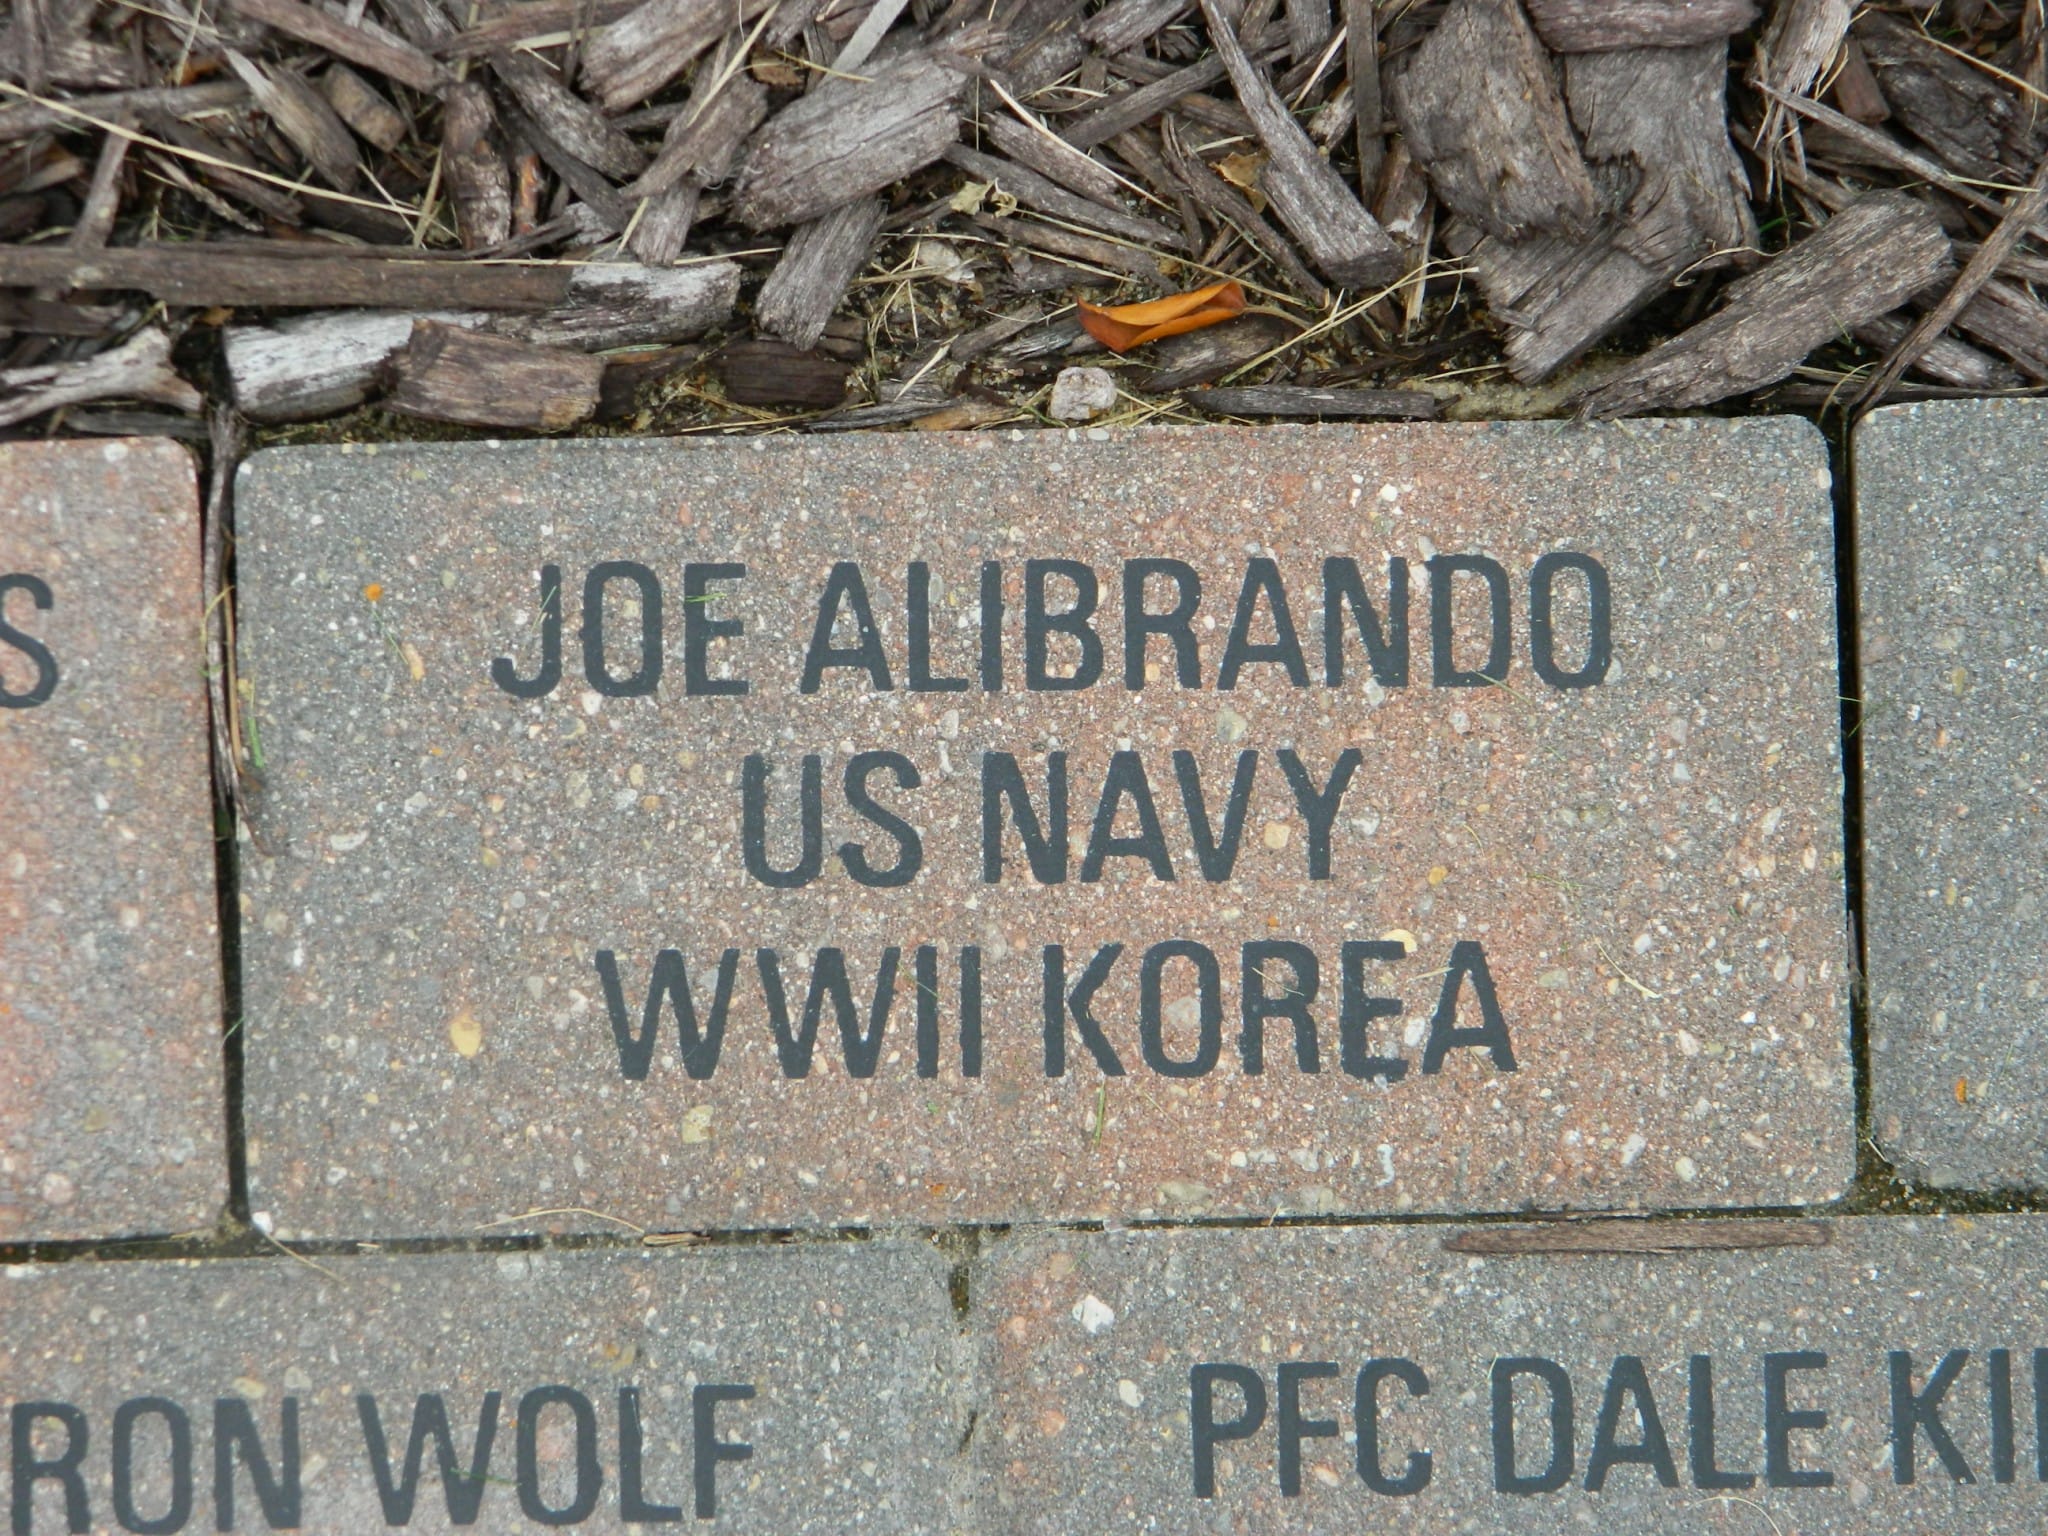 JOE ALIBRANDO
US NAVY
WWII KOREA
RON WOLF
PFC DALE